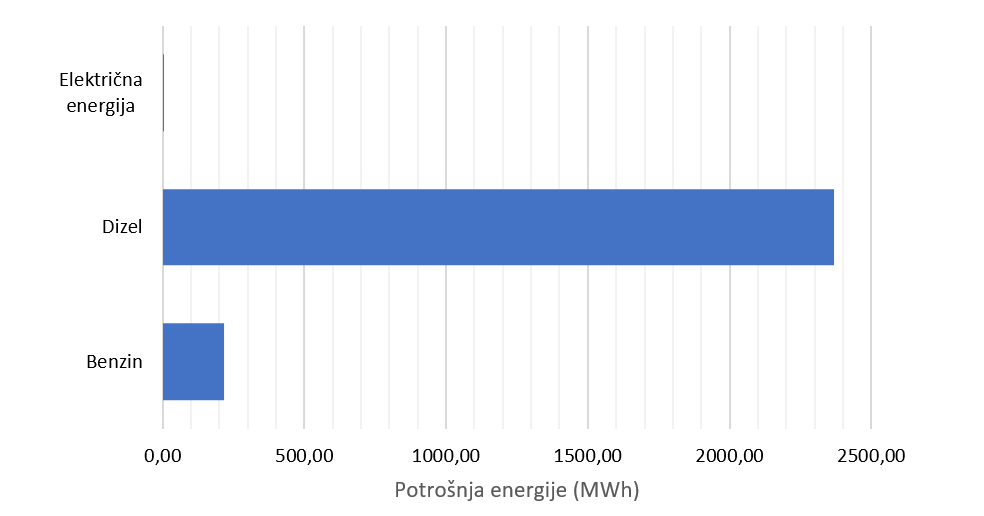 Električna
energija
Dizel
Benzin
0,00 500,00 1000,00 1500,00 2000,00 2500,00
Potrošnja energije (MWh)